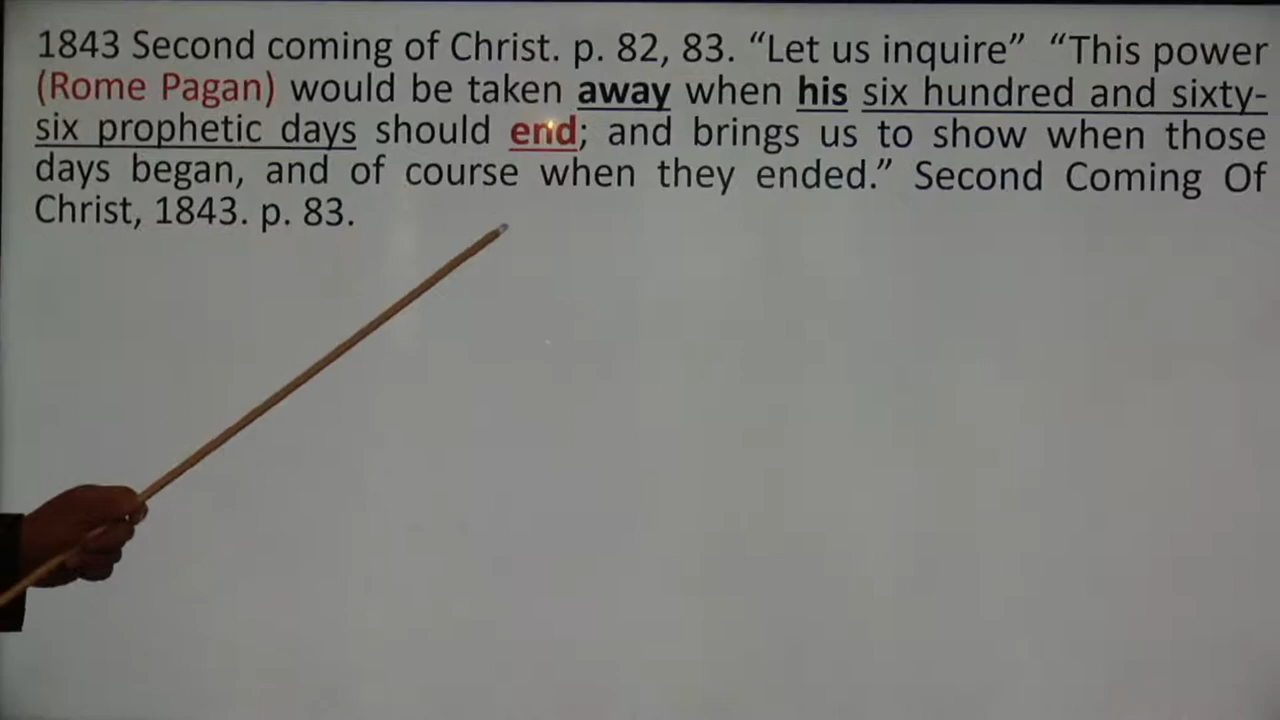 1843 Second coming of Christ. p. 82, 83. “Let us inquire” “This power
(Rome Pagan) would be taken away when his six hundred and sixty-
six prophetic days should end; and brings us to show when those
days began, and of course when they ended.” Second Coming Of
Christ, 1843. p. 83.